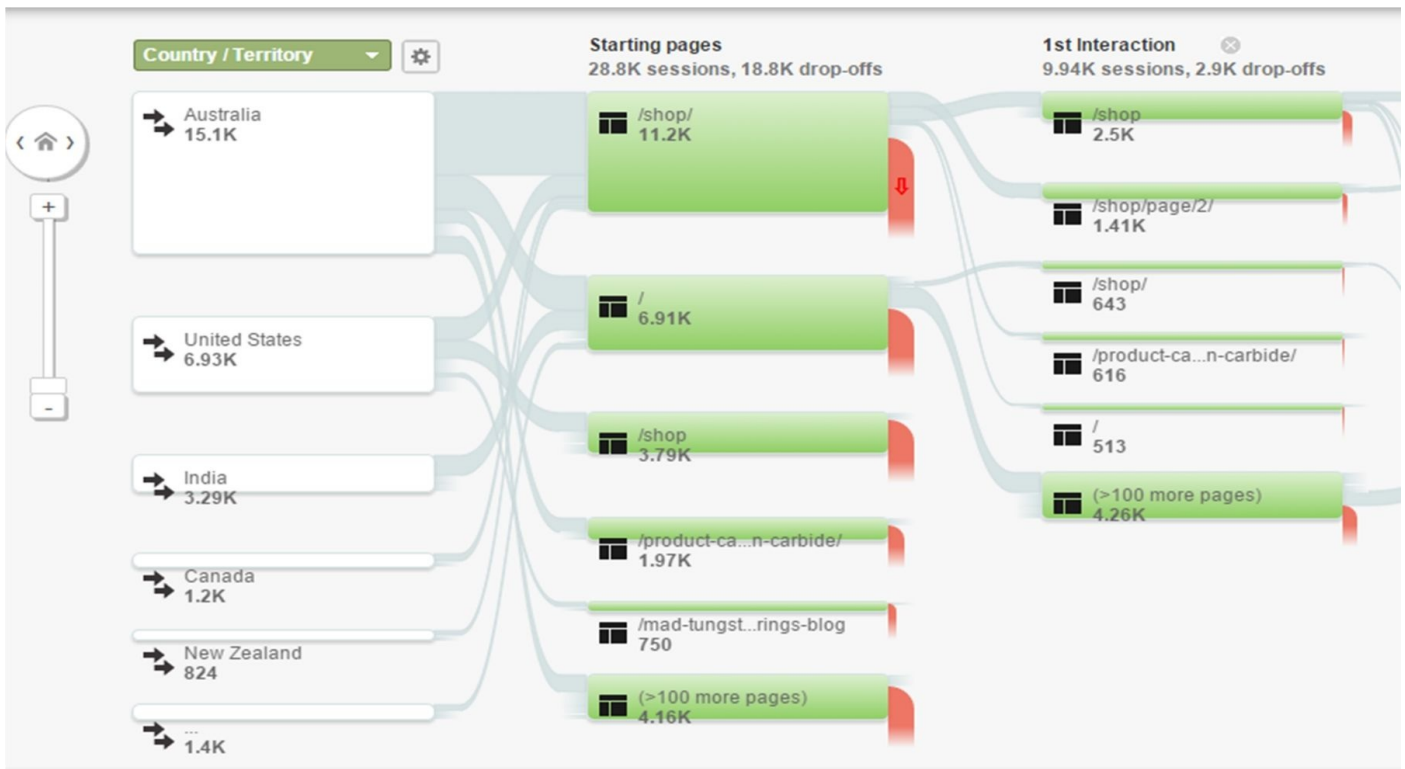 Country / Territory
Australia
15.1K
United States
6.93K
India
3.29K
Canada
1.2K
New Zealand
824
...
1.4K
+
-
Starting pages
28.8K sessions, 18.8K drop-offs
/shop/
11.2K
/
6.91K
/shop
3.79K
/product-ca...n-carbide/
1.97K
/mad-tungst...rings-blog
750
(>100 more pages)
4.16K
1st Interaction
9.94K sessions, 2.9K drop-offs
/shop
2.5K
/shop/page/2/
1.41K
/shop/
643
/product-ca...n-carbide/
616
/
513
(>100 more pages)
4.26K